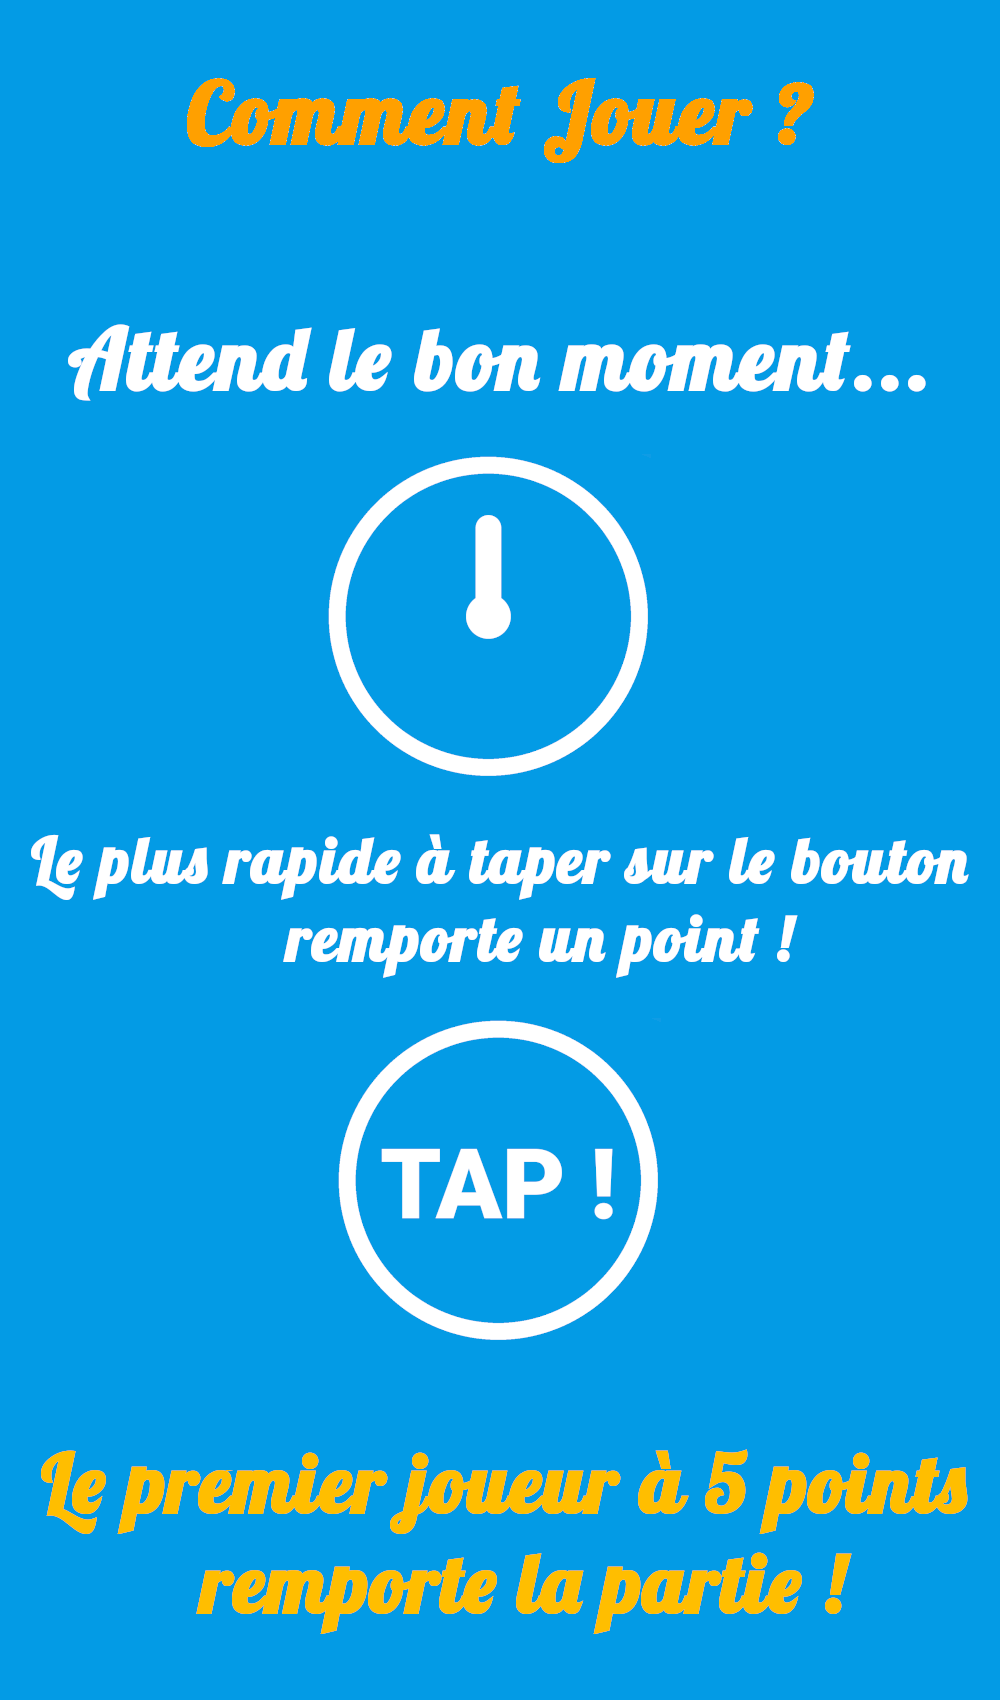 Comment Jouer ?
Attend le bon moment...
Le plus rapide à taper sur le bouton
remporte un point !
TAP !
Le premier joueur à 5 points
remporte la partie !